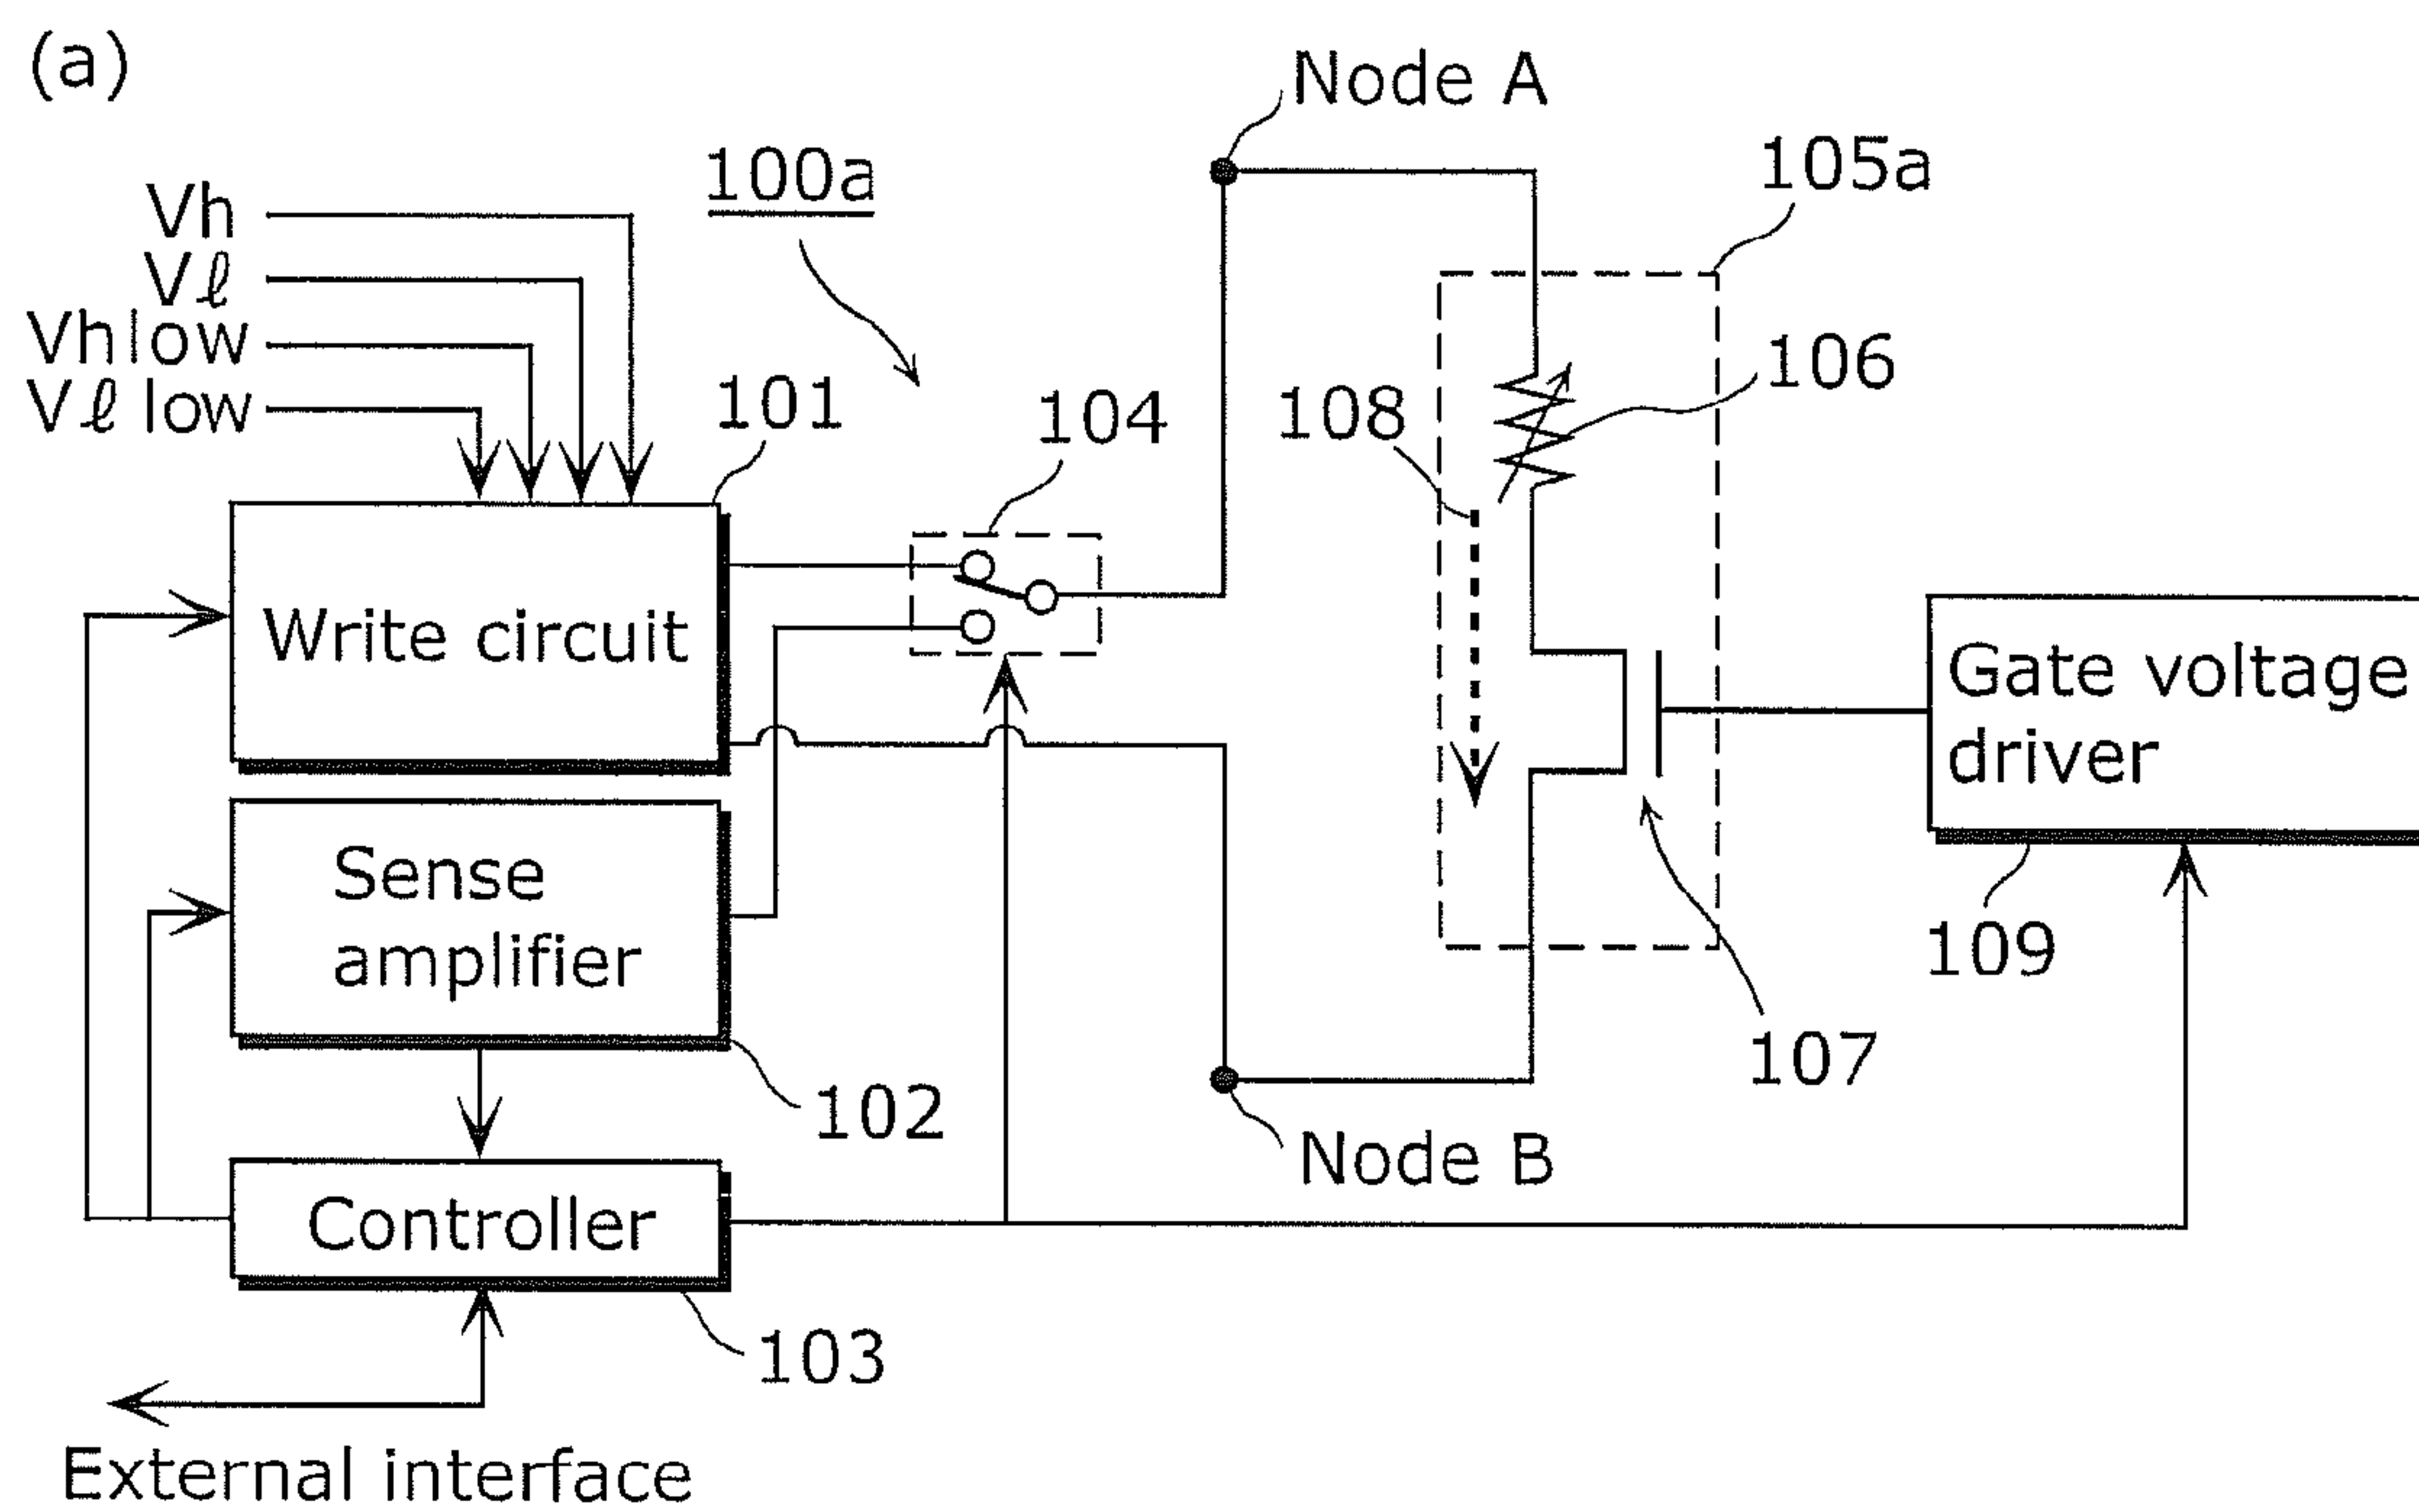 (a)
Node A
105a
100a
Vh
Vℓ
Vhlow
Vℓ low
101
104
108
106
Write circuit
Gate voltage
driver
Sense
amplifier
109
107
102
Node B
Controller
103
External interface